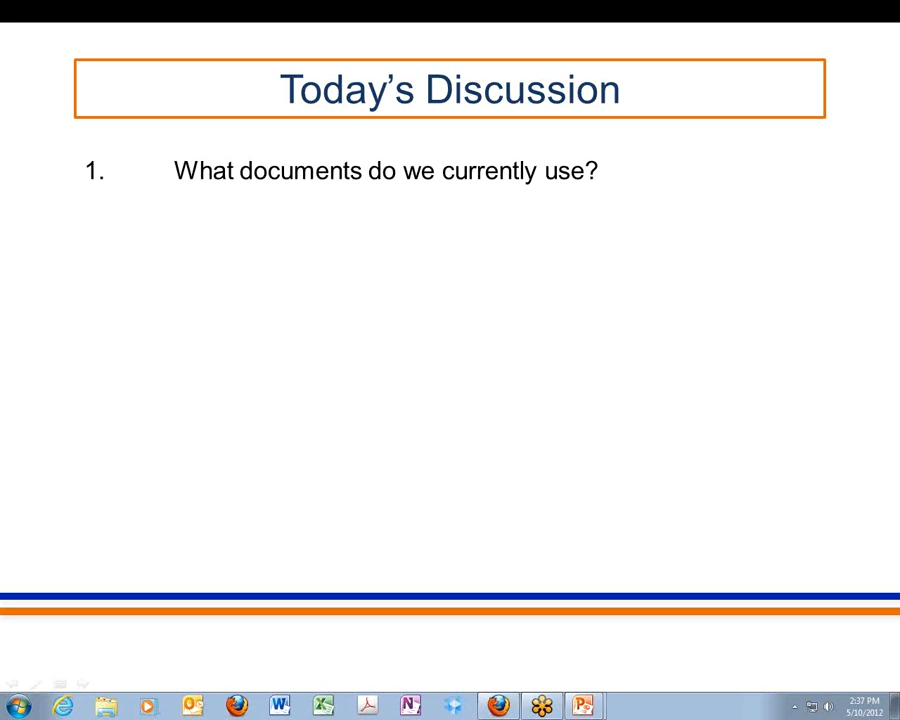 Today's Discussion
1. What documents do we currently use?
2:37 PM
5/10/2012